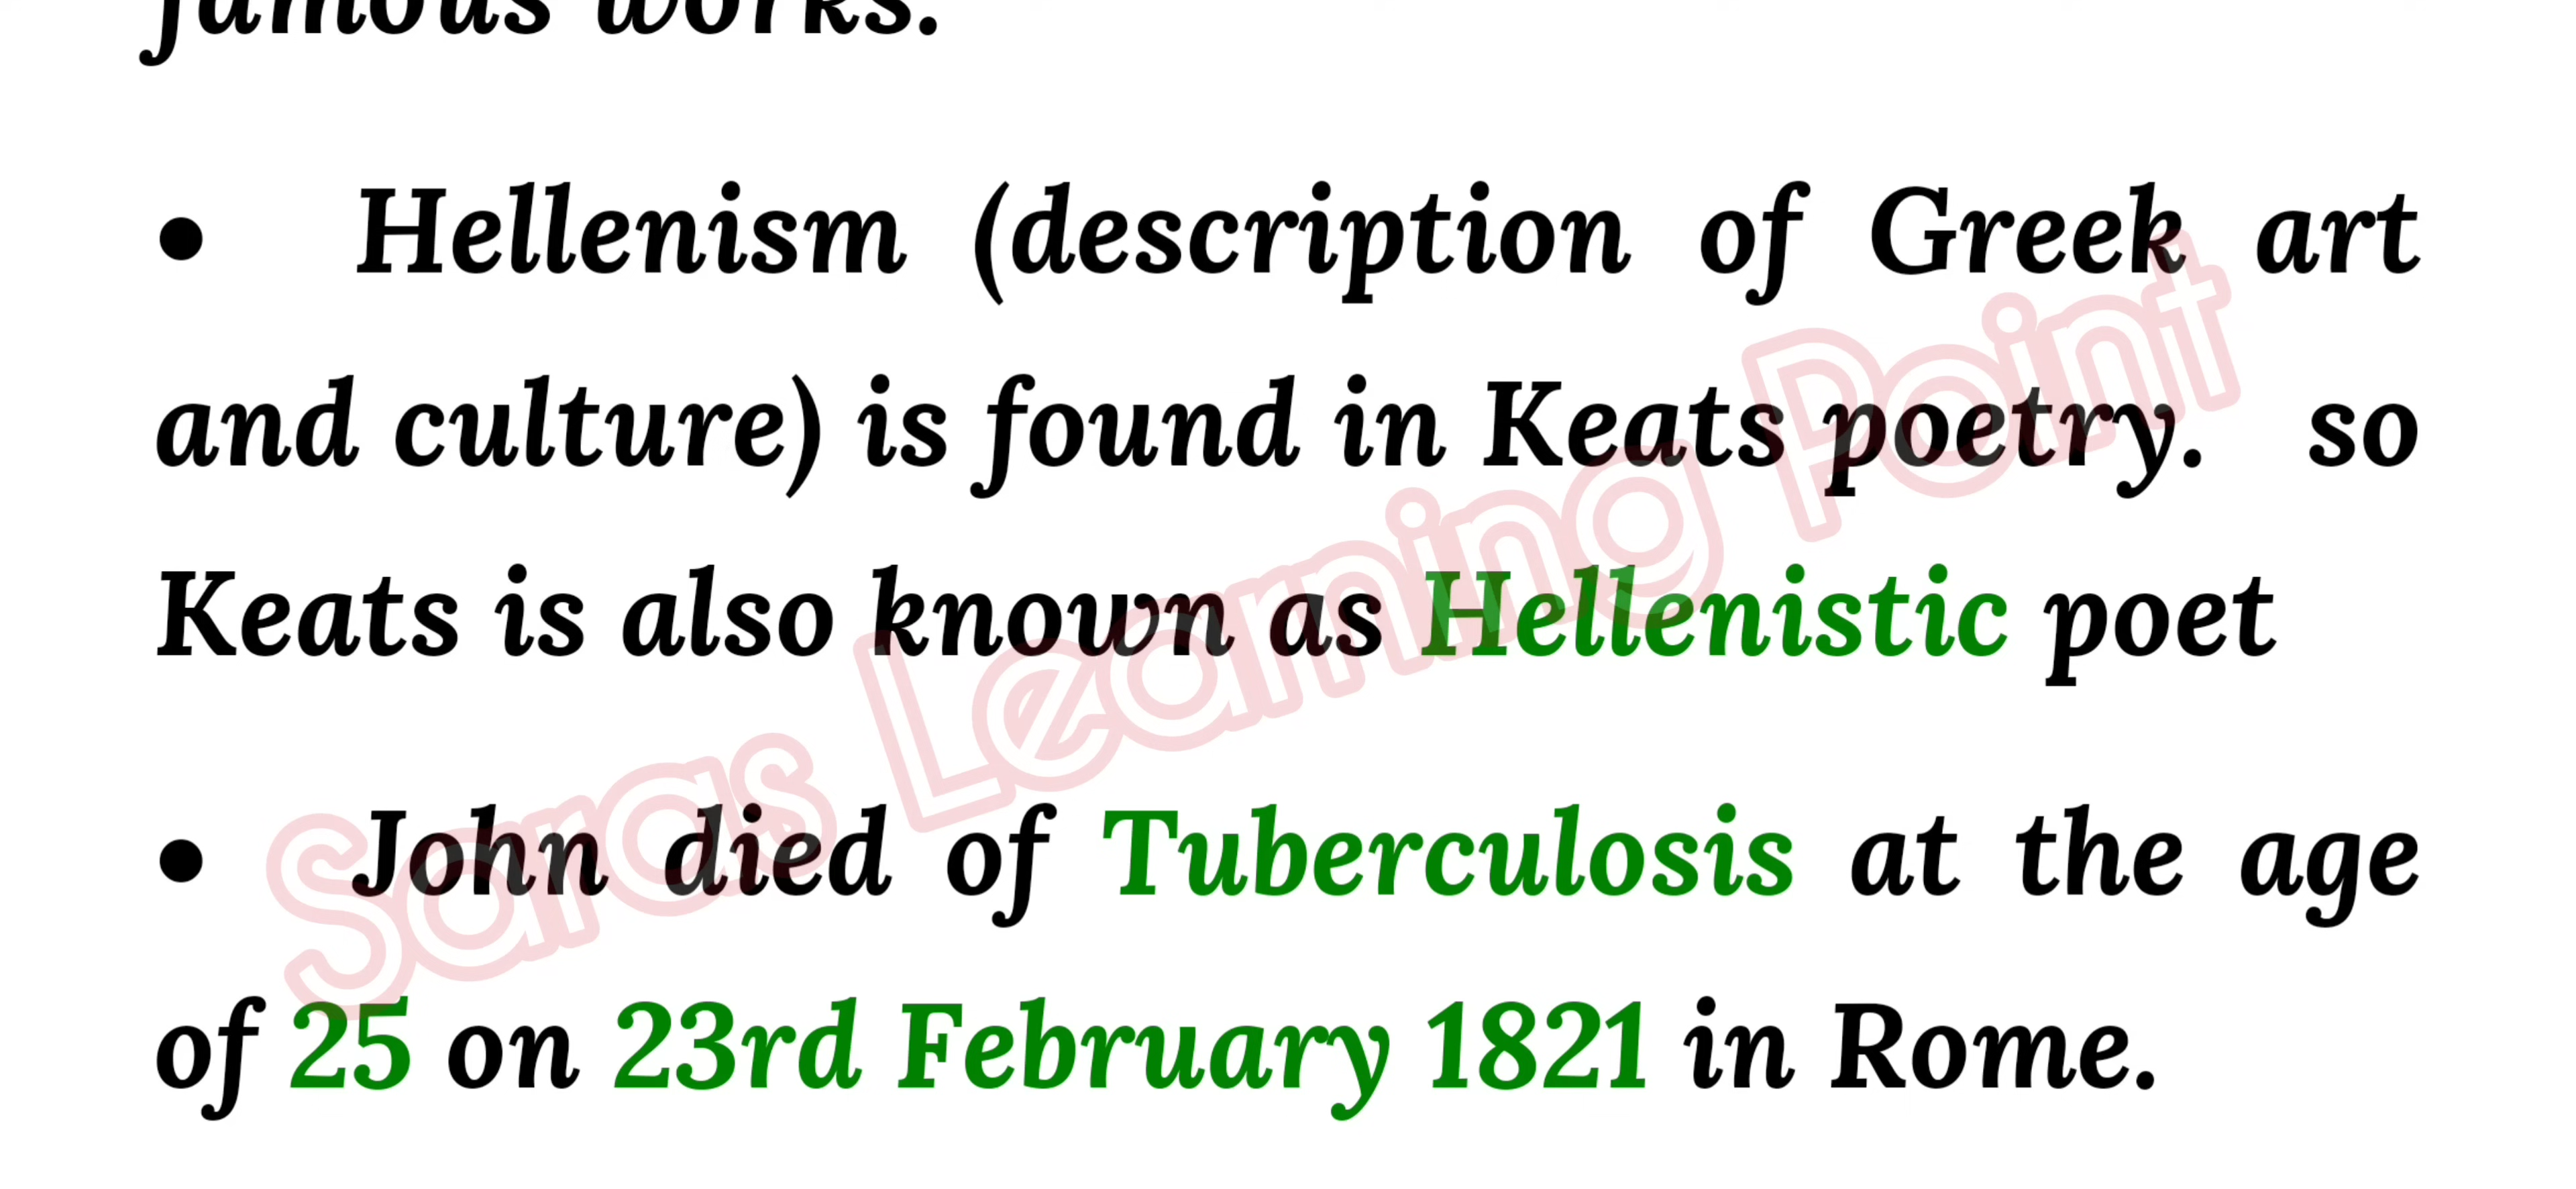 famous works.
• Hellenism (description of Greek art
and culture) is found in Keats poetry. so
Keats is also known as Hellenistic poet
• John died of Tuberculosis at the age
of 25 on 23rd February 1821 in Rome.
Saras Learning Point